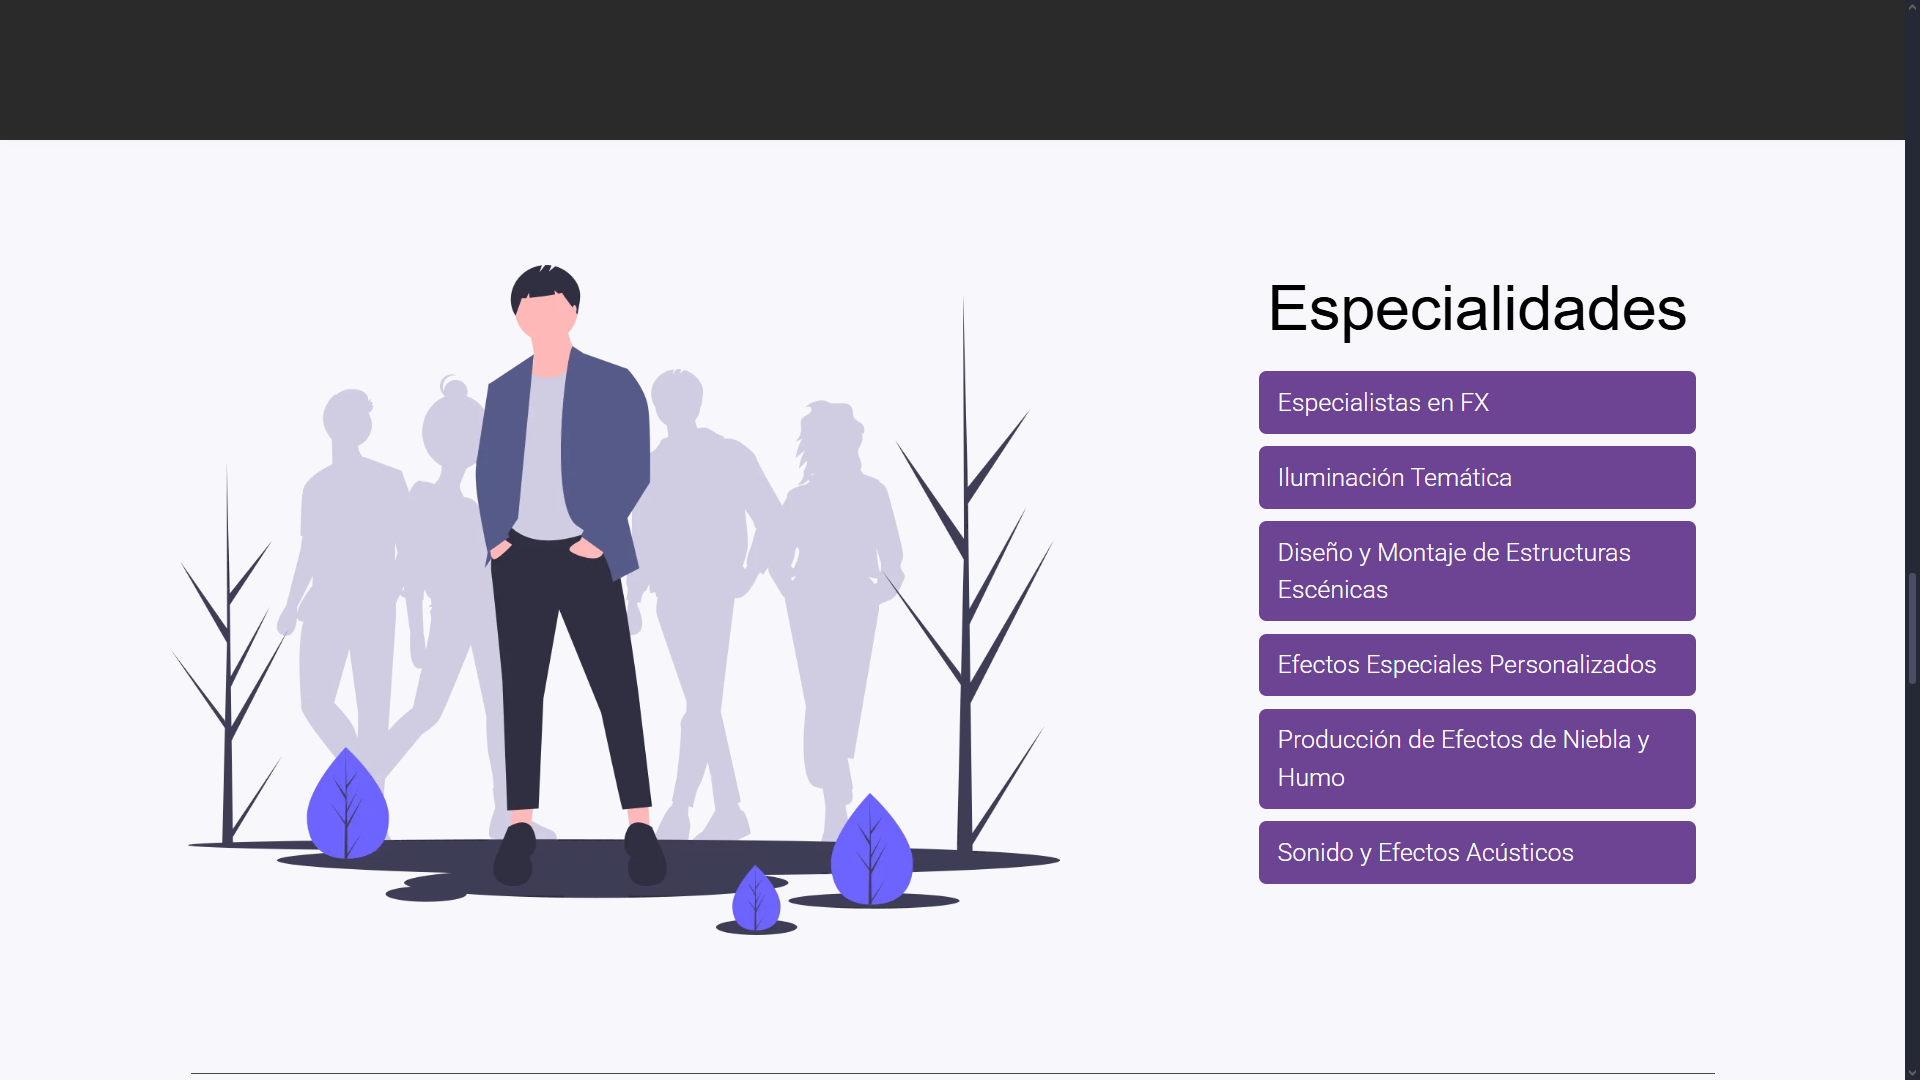 Especialidades
Especialistas en FX
Iluminación Temática
Diseño y Montaje de Estructuras
Escénicas
Efectos Especiales Personalizados
Producción de Efectos de Niebla y
Humo
Sonido y Efectos Acústicos